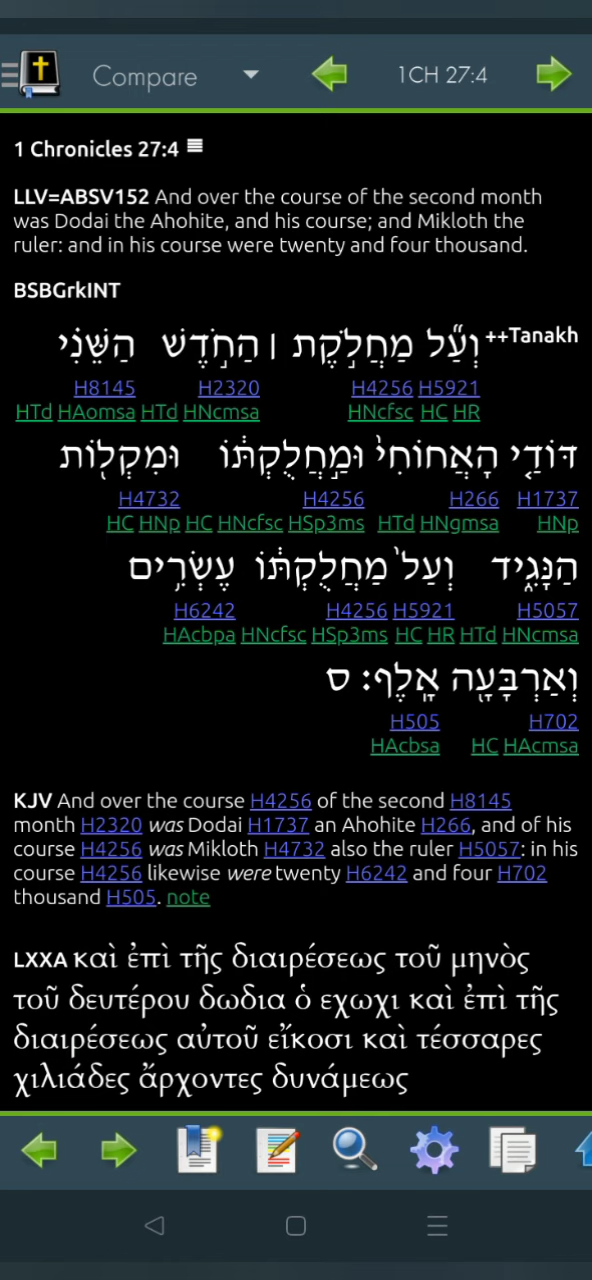 Compare
1CH 27:4
1 Chronicles 27:4
LLV=ABSV152 And over the course of the second month
was Dodai the Ahohite, and his course; and Mikloth the
ruler: and in his course were twenty and four thousand.
BSBGrkINT
++Tanakh וְעַ֞ל מַחֲלֹ֣קֶת ׀ הַחֹ֣דֶשׁ הַשֵּׁנִ֗י
H8145 H2320 H4256 H5921
HTd HAomsa HTd HNcmsa HNcfsc HC HR
דּוֹדַ֤י הָאֲחוֹחִי֙ וּמַ֣חֲלֻקְתּ֔וֹ וּמִקְל֖וֹת
H4732 H4256 H266 H1737
HC HNp HC HNcfsc HSp3ms HTd HNgmsa HNp
הַנָּגִ֑יד וְעַל֙ מַחֲלֻקְתּ֔וֹ עֶשְׂרִ֥ים
H6242 H4256 H5921 H5057
HAcbpa HNcfsc HSp3ms HC HR HTd HNcmsa
וְאַרְבָּעָ֖ה אָֽלֶף׃ ס
H505 H702
HAcbsa HC HAcmsa
KJV And over the course H4256 of the second H8145
month H2320 was Dodai H1737 an Ahohite H266, and of his
course H4256 was Mikloth H4732 also the ruler H5057: in his
course H4256 likewise were twenty H6242 and four H702
thousand H505. note
LXXA καὶ ἐπὶ τῆς διαιρέσεως τοῦ μηνὸς
τοῦ δευτέρου δωδια ὁ εχωχι καὶ ἐπὶ τῆς
διαιρέσεως αὐτοῦ εἴκοσι καὶ τέσσαρες
χιλιάδες ἄρχοντες δυνάμεως